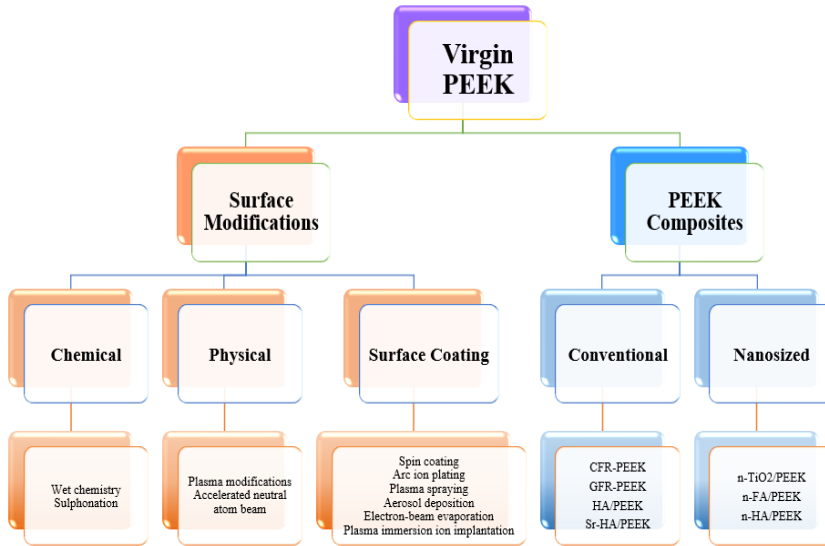 Virgin
PEEK
Surface
Modifications
PEEK
Composites
Chemical
Physical
Surface Coating
Conventional
Nanosized
Wet chemistry
Sulphonation
Plasma modifications
Accelerated neutral
atom beam
Spin coating
Arc ion plating
Plasma spraying
Aerosol deposition
Electron-beam evaporation
Plasma immersion ion implantation
CFR-PEEK
GFR-PEEK
HA/PEEK
Sr-HA/PEEK
n-TiO2/PEEK
n-FA/PEEK
n-HA/PEEK